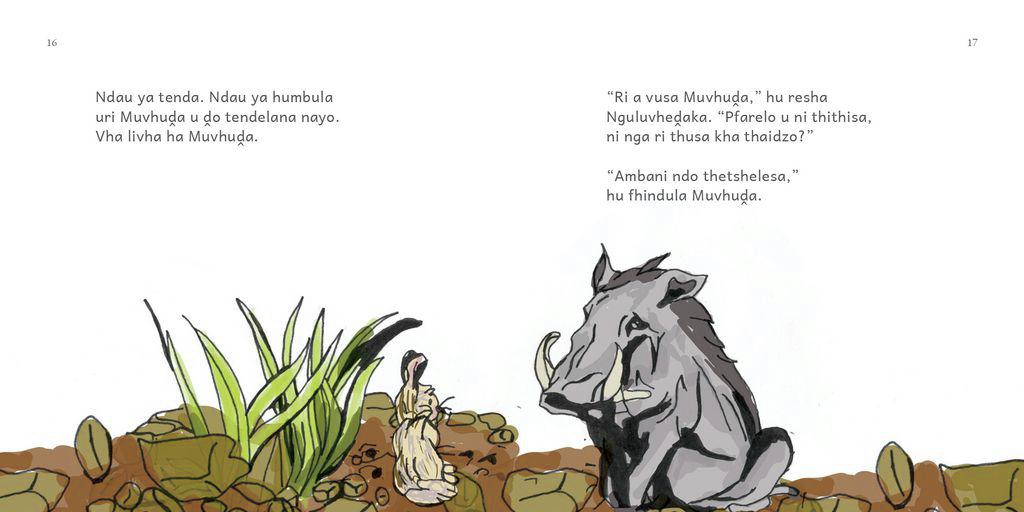 16
Ndau ya tenda. Ndau ya humbula
uri Muvhuḓa u ḓo tendelana nayo.
Vha livha ha Muvhuḓa.
17
“Ri a vusa Muvhuḓa,” hu resha
Nguluvheḓaka. “Pfarelo u ni thithisa,
ni nga ri thusa kha thaidzo?”
“Ambani ndo thetshelesa,”
hu fhindula Muvhuḓa.